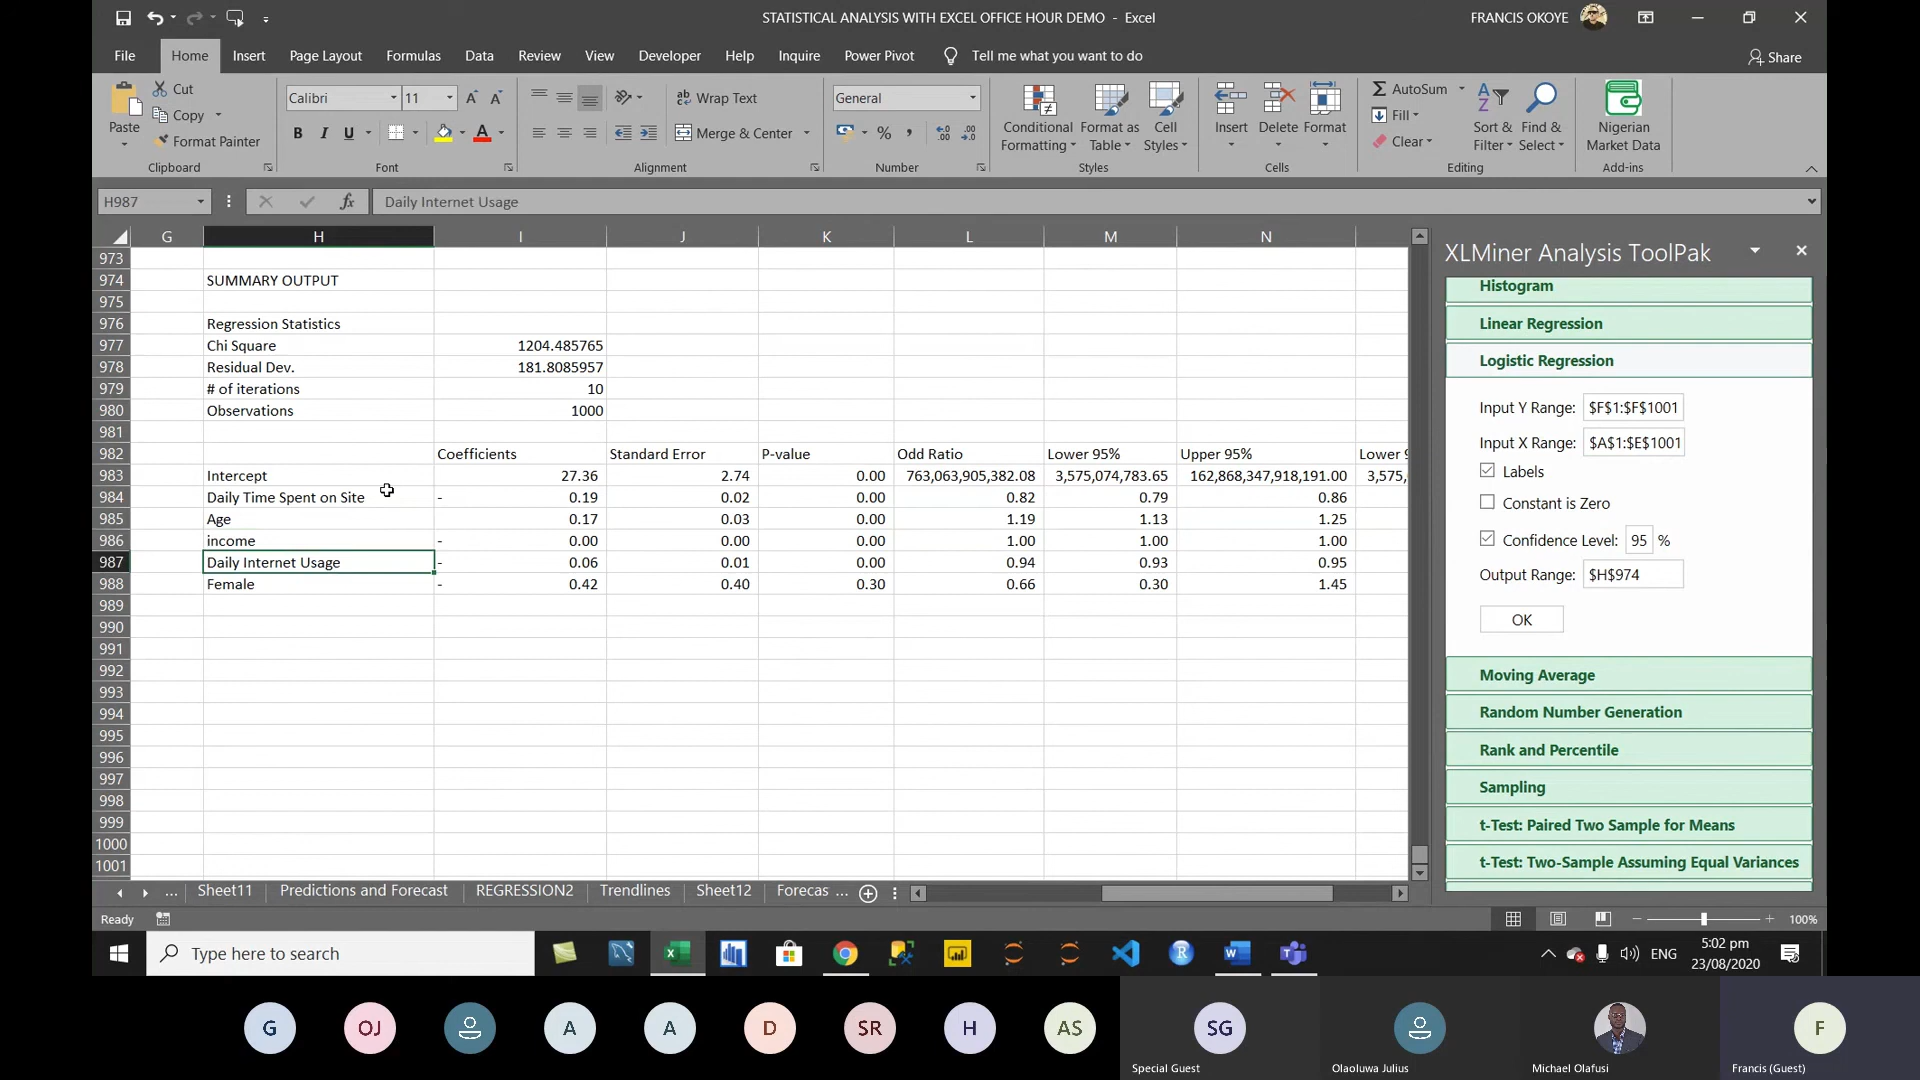 STATISTICAL ANALYSIS WITH EXCEL OFFICE HOUR DEMO - Excel
FRANCIS OKOYE
File Home Insert Page Layout Formulas Data Review View Developer Help Inquire Power Pivot Tell me what you want to do Share
Paste
Cut
Copy
Format Painter
Clipboard
Calibri 11
B I U
Font
Wrap Text
Merge & Center
Alignment
General
Number
Conditional Formatting
Format as Table
Cell Styles
Styles
Insert Delete Format
Cells
AutoSum
Fill
Clear
Sort & Filter
Find & Select
Editing
Nigerian Market Data
Add-ins
H987 fx Daily Internet Usage
G H I J K L M N
973
974 SUMMARY OUTPUT
975
976 Regression Statistics
977 Chi Square 1204.485765
978 Residual Dev. 181.8085957
979 # of iterations 10
980 Observations 1000
981
982 Coefficients Standard Error P-value Odd Ratio Lower 95% Upper 95% Lower 9
983 Intercept 27.36 2.74 0.00 763,063,905,382.08 3,575,074,783.65 162,868,347,918,191.00 3,575,
984 Daily Time Spent on Site - 0.19 0.02 0.00 0.82 0.79 0.86
985 Age 0.17 0.03 0.00 1.19 1.13 1.25
986 income - 0.00 0.00 0.00 1.00 1.00 1.00
987 Daily Internet Usage - 0.06 0.01 0.00 0.94 0.93 0.95
988 Female - 0.42 0.40 0.30 0.66 0.30 1.45
989
990
991
992
993
994
995
996
997
998
999
1000
1001
XLMiner Analysis ToolPak
Histogram
Linear Regression
Logistic Regression
Input Y Range: $F$1:$F$1001
Input X Range: $A$1:$E$1001
Labels
Constant is Zero
Confidence Level: 95 %
Output Range: $H$974
OK
Moving Average
Random Number Generation
Rank and Percentile
Sampling
t-Test: Paired Two Sample for Means
t-Test: Two-Sample Assuming Equal Variances
... Sheet11 Predictions and Forecast REGRESSION2 Trendlines Sheet12 Forecas ...
Ready
100%
Type here to search
ENG
5:02 pm
23/08/2020
G OJ A A D SR H AS SG F
Special Guest Olaoluwa Julius Michael Olafusi Francis (Guest)